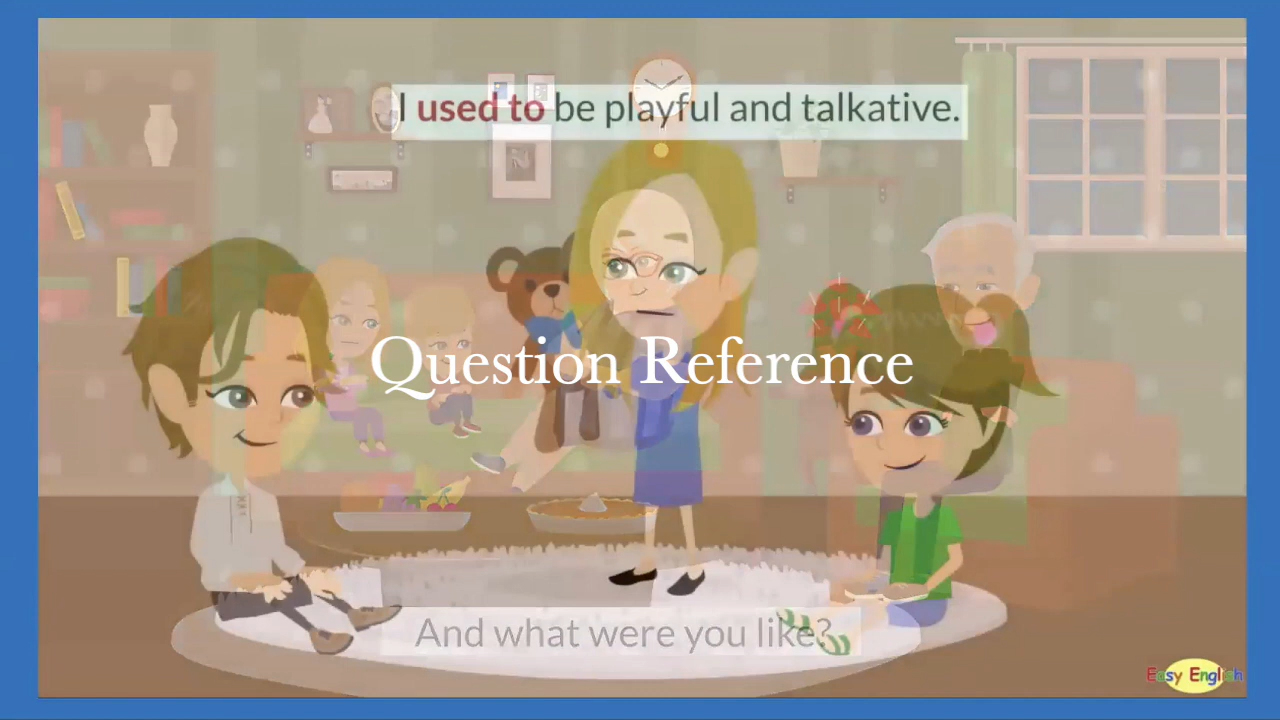 I used to be playful and talkative.
Question Reference
And what were you like?
Easy English